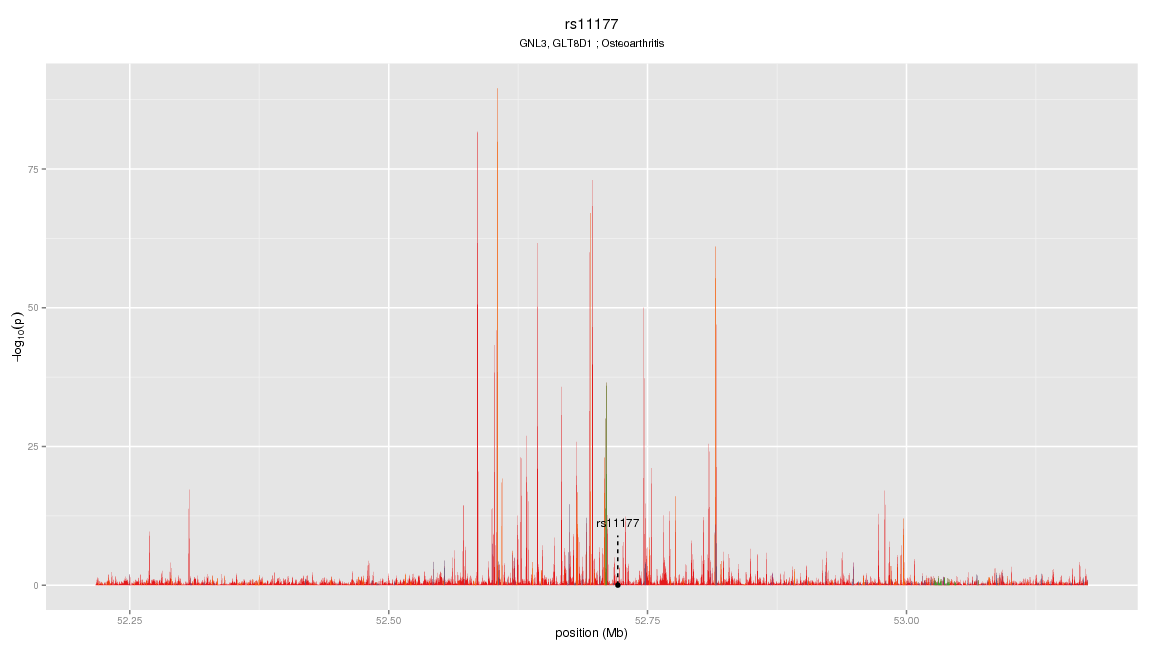 rs11177
GNL3, GLT8D1 ; Osteoarthritis
−log10(p)
75
50
25
0
rs11177
52.25
52.50
52.75
53.00
position (Mb)